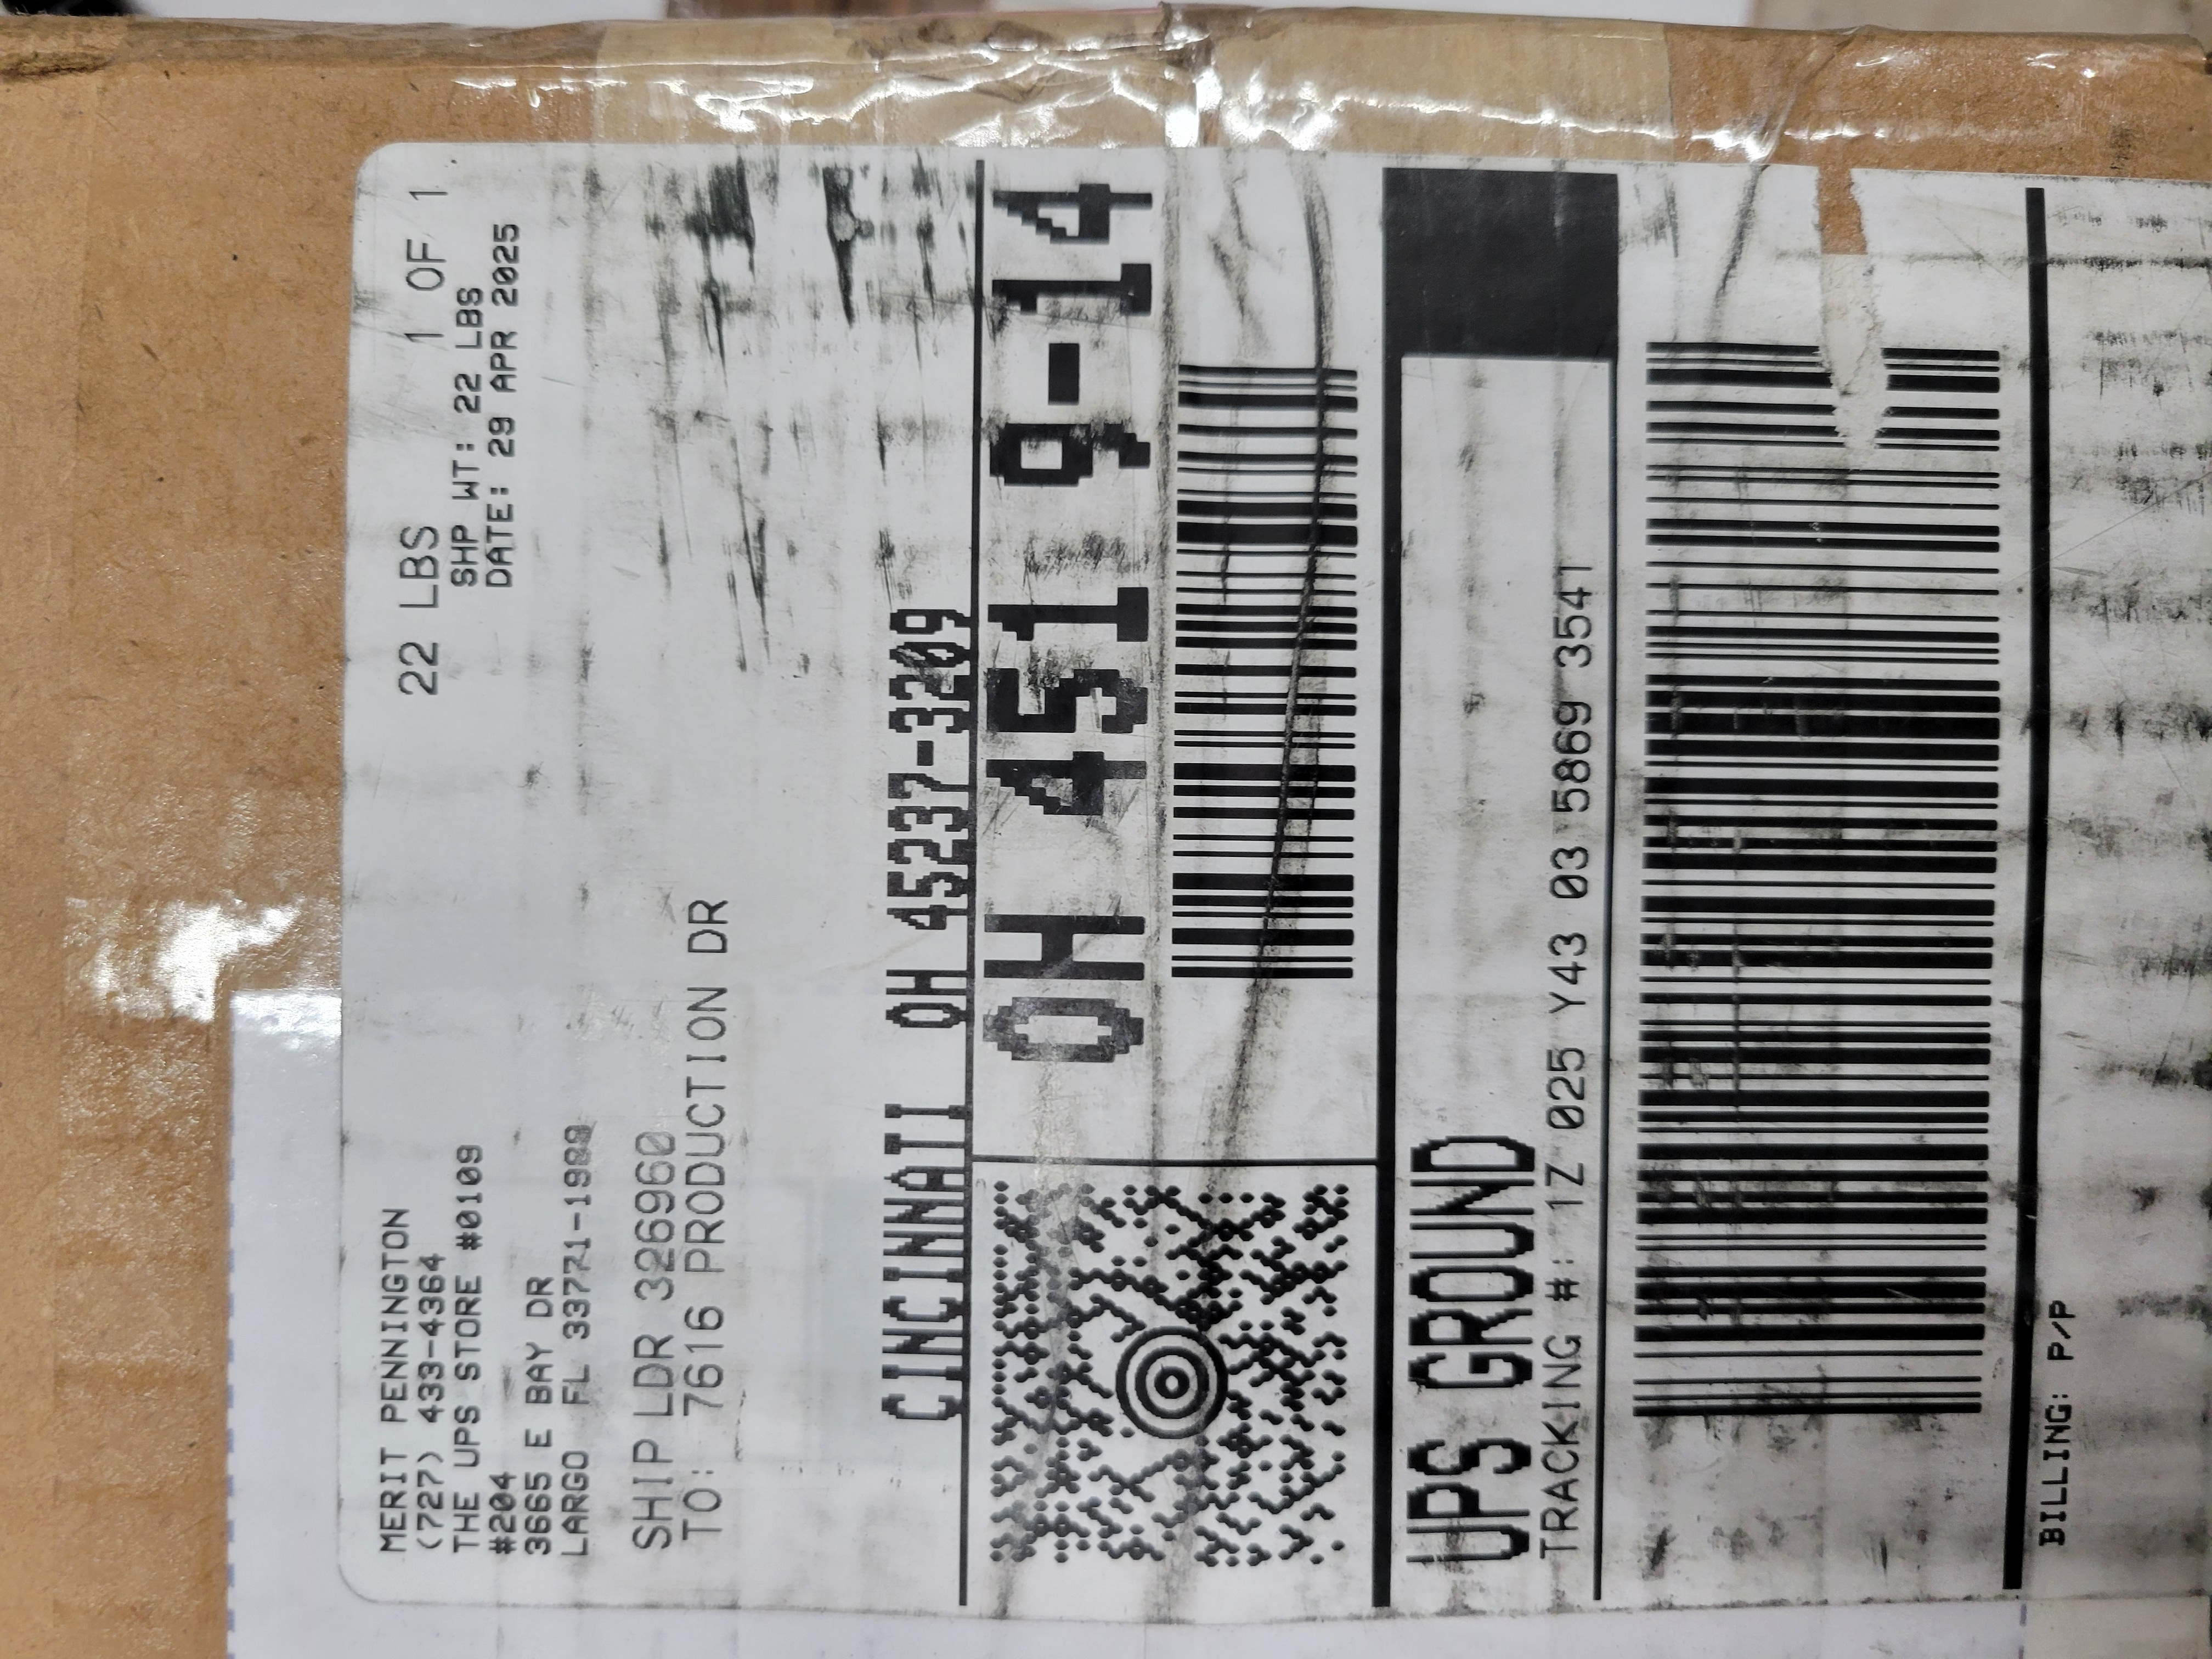 MERIT PENNINGTON
(727) 433-4364
THE UPS STORE #0109
#204
3665 E BAY DR
LARGO FL 33771-1989
22 LBS 1 OF 1
SHP WT: 22 LBS
DATE: 29 APR 2025
SHIP LDR 326960
TO: 7616 PRODUCTION DR
CINCINNATI OH 45237-3209
OH 451 9-14
UPS GROUND
TRACKING #: 1Z 025 Y43 03 5869 3541
BILLING: P/P